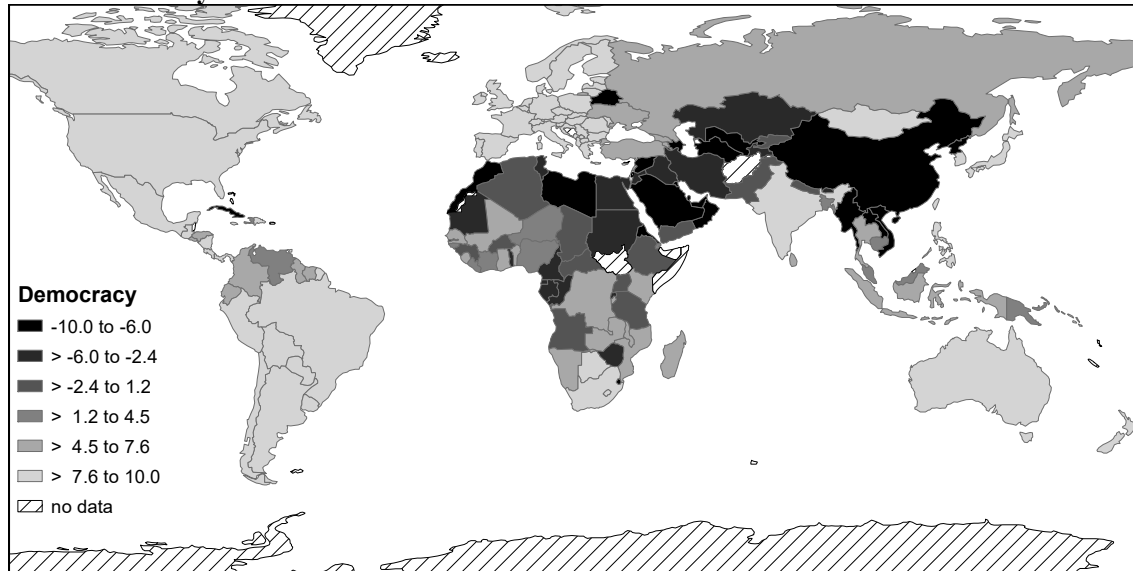 Democracy
-10.0 to -6.0
> -6.0 to -2.4
> -2.4 to 1.2
> 1.2 to 4.5
> 4.5 to 7.6
> 7.6 to 10.0
no data